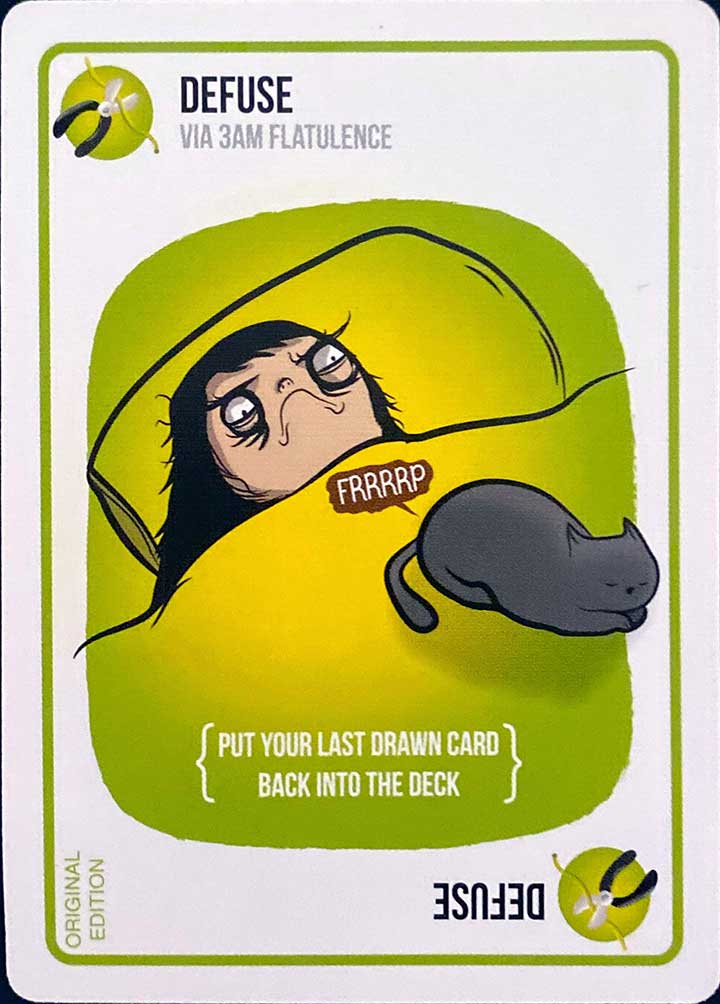 DEFUSE
VIA 3AM FLATULENCE
FRRRRP
PUT YOUR LAST DRAWN CARD
BACK INTO THE DECK
ORIGINAL
EDITION
DEFUSE